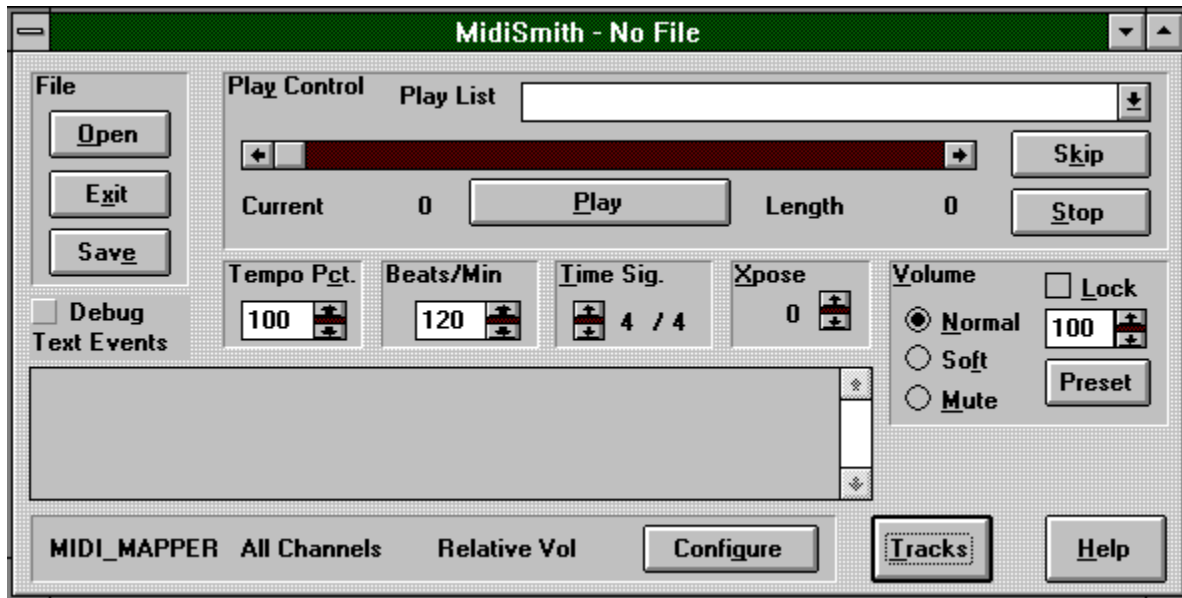 MidiSmith - No File
File
Open
Exit
Save
Play Control
Play List
Skip
Current 0 Play Length 0
Stop
Tempo Pct.
100
Beats/Min
120
Time Sig.
4 / 4
Xpose
0
Volume
Normal
Soft
Mute
Lock
100
Preset
Debug
Text Events
MIDI_MAPPER All Channels Relative Vol Configure
Tracks
Help